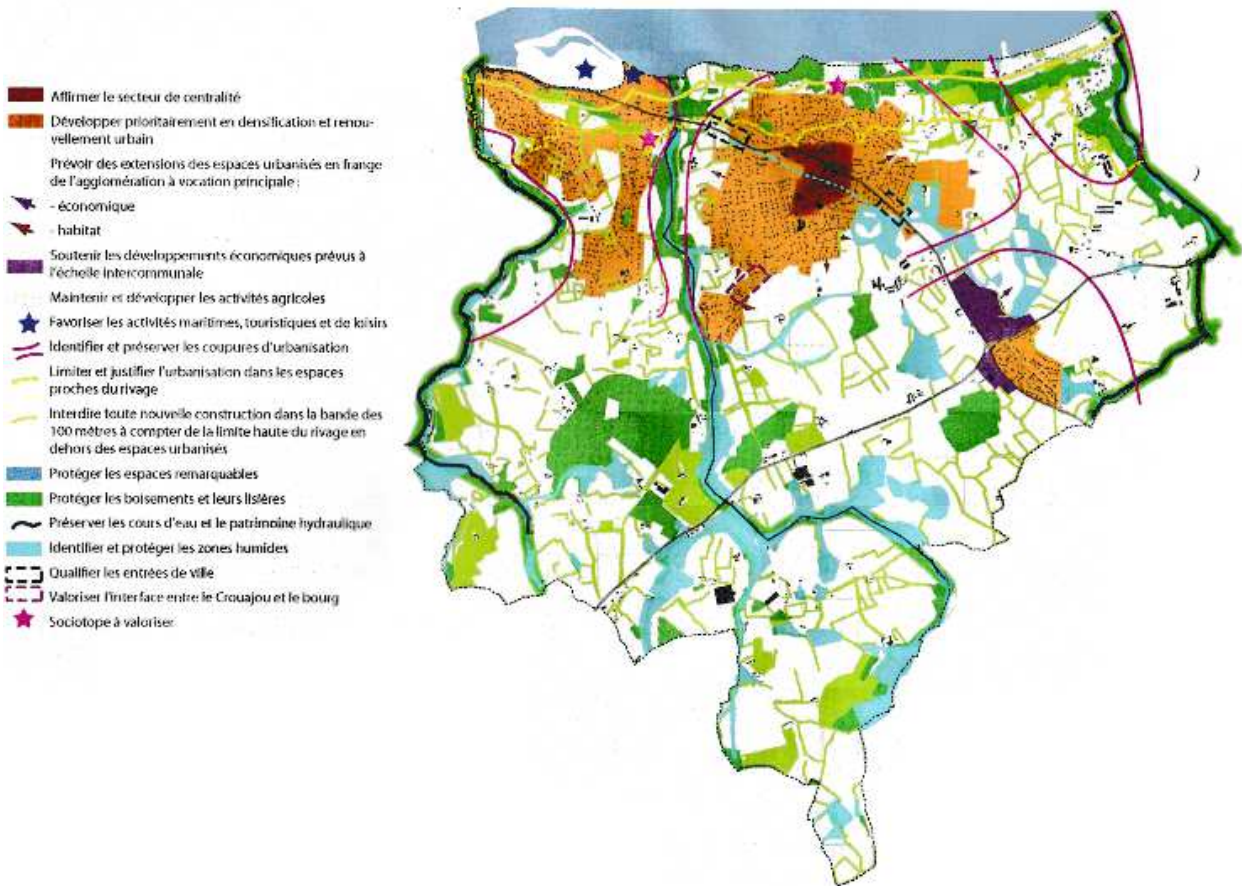 Affirmer le secteur de centralité
Développer prioritairement en densification et renou-
vellement urbain
Prévoir des extensions des espaces urbanisés en frange
de l'agglomération à vocation principale :
- économique
- habitat
Soutenir les développements économiques prévus à
l'échelle intercommunale
Maintenir et développer les activités agricoles
Favoriser les activités maritimes, touristiques et de loisirs
Identifier et préserver les coupures d'urbanisation
Limiter et justifier l'urbanisation dans les espaces
proches du rivage
Interdire toute nouvelle construction dans la bande des
100 mètres à compter de la limite haute du rivage en
dehors des espaces urbanisés
Protéger les espaces remarquables
Protéger les boisements et leurs lisières
Préserver les cours d'eau et le patrimoine hydraulique
Identifier et protéger les zones humides
Qualifier les entrées de ville
Valoriser l'interface entre le Crouajou et le bourg
Sociotope à valoriser